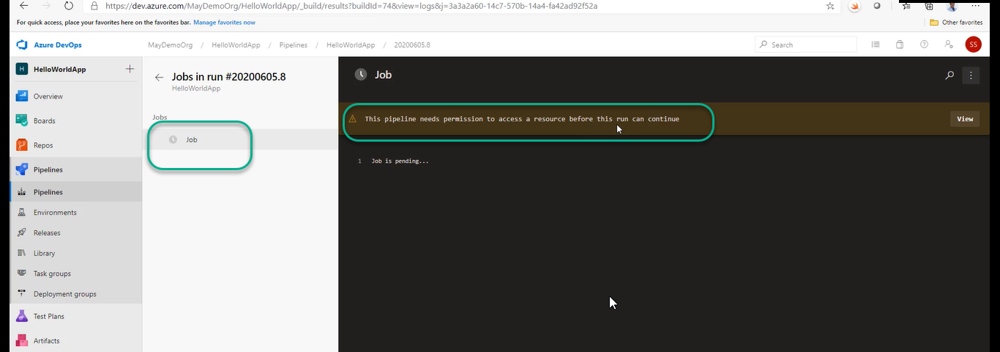 https://dev.azure.com/MayDemoOrg/HelloWorldApp/_build/results?buildId=74&view=logs&j=3a3a2a60-14c7-570b-14a4-fa42ad92f52a
For quick access, place your favorites here on the favorites bar. Manage favorites now
Other favorites
Azure DevOps
MayDemoOrg / HelloWorldApp / Pipelines / HelloWorldApp / 20200605.8
Search
SS
H HelloWorldApp
Overview
Boards
Repos
Pipelines
Pipelines
Environments
Releases
Library
Task groups
Deployment groups
Test Plans
Artifacts
Jobs in run #20200605.8
HelloWorldApp
Jobs
Job
Job
This pipeline needs permission to access a resource before this run can continue
View
1 Job is pending...